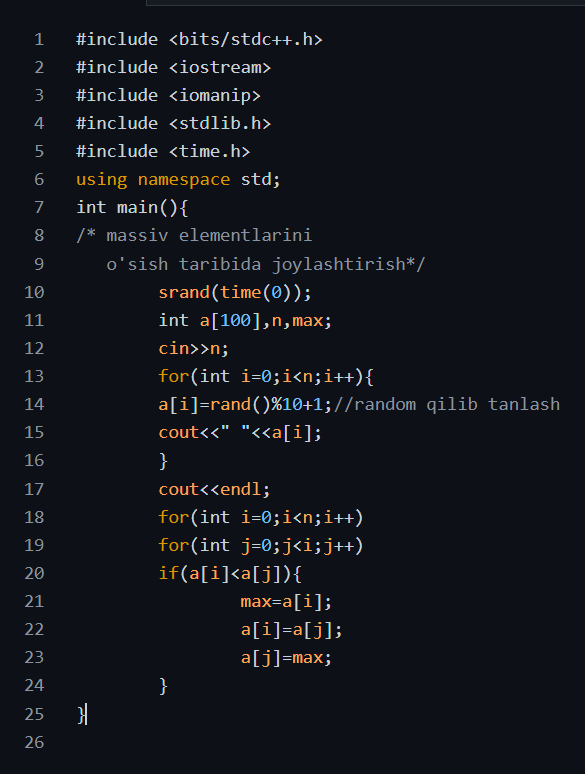 1 #include <bits/stdc++.h>
2 #include <iostream>
3 #include <iomanip>
4 #include <stdlib.h>
5 #include <time.h>
6 using namespace std;
7 int main(){
8 /* massiv elementlarini
9    o'sish taribida joylashtirish*/
10         srand(time(0));
11         int a[100],n,max;
12         cin>>n;
13         for(int i=0;i<n;i++){
14         a[i]=rand()%10+1;//random qilib tanlash
15         cout<<" "<<a[i];
16         }
17         cout<<endl;
18         for(int i=0;i<n;i++)
19         for(int j=0;j<i;j++)
20         if(a[i]<a[j]){
21                 max=a[i];
22                 a[i]=a[j];
23                 a[j]=max;
24         }
25 }
26